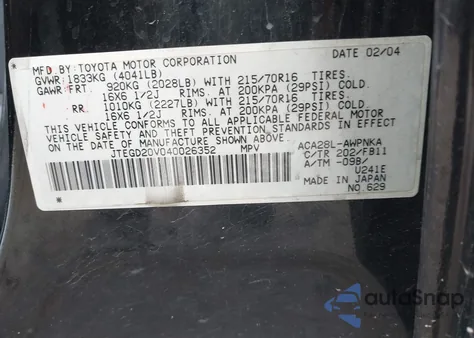 MFD BY: TOYOTA MOTOR CORPORATION DATE 02/04
GVWR: 1833KG (4041LB)
GAWR: FRT. 920KG (2028LB) WITH 215/70R16 TIRES.
16X6 1/2J RIMS. AT 200KPA (29PSI) COLD.
RR 1010KG (2227LB) WITH 215/70R16 TIRES.
16X6 1/2J RIMS. AT 200KPA (29PSI) COLD.
THIS VEHICLE CONFORMS TO ALL APPLICABLE FEDERAL MOTOR
VEHICLE SAFETY AND BUMPER STANDARDS IN EFFECT ON THE
DATE OF MANUFACTURE SHOWN ABOVE.
JTEGD20V040026352 MPV
ACA28L-AWPNKA
C/TR 202/FB11
A/TM -09B/
U241E
MADE IN JAPAN
NO.629
autoSnap